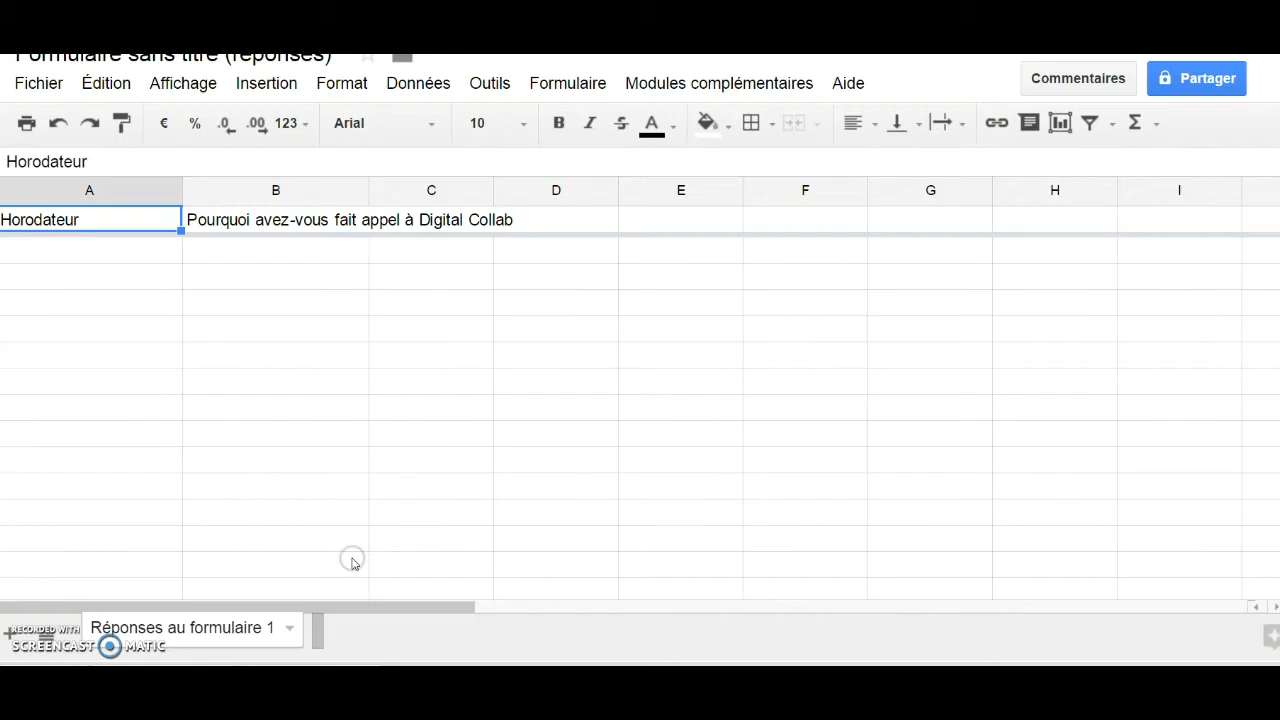 Formulaire sans titre (réponses)
Fichier Édition Affichage Insertion Format Données Outils Formulaire Modules complémentaires Aide
Commentaires Partager
€ % .0 .00 123 Arial 10 B I S A Σ
Horodateur
A B C D E F G H I
Horodateur Pourquoi avez-vous fait appel à Digital Collab
Réponses au formulaire 1
RECORDED WITH
SCREENCAST MATIC